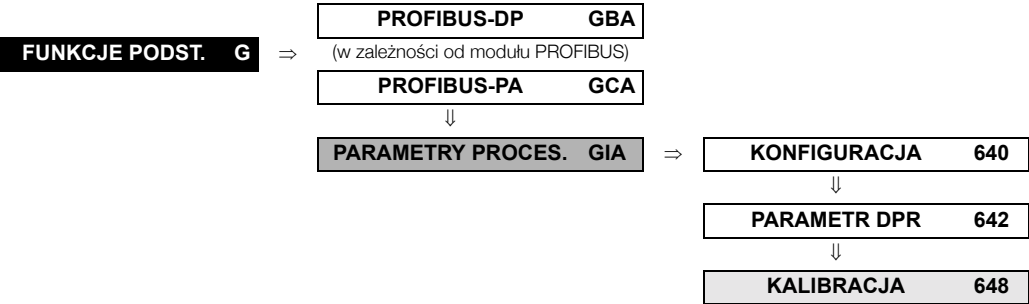 PROFIBUS-DP GBA
FUNKCJE PODST. G ⇒ (w zależności od modułu PROFIBUS)
PROFIBUS-PA GCA
⇓
PARAMETRY PROCES. GIA ⇒ KONFIGURACJA 640
⇓
PARAMETR DPR 642
⇓
KALIBRACJA 648